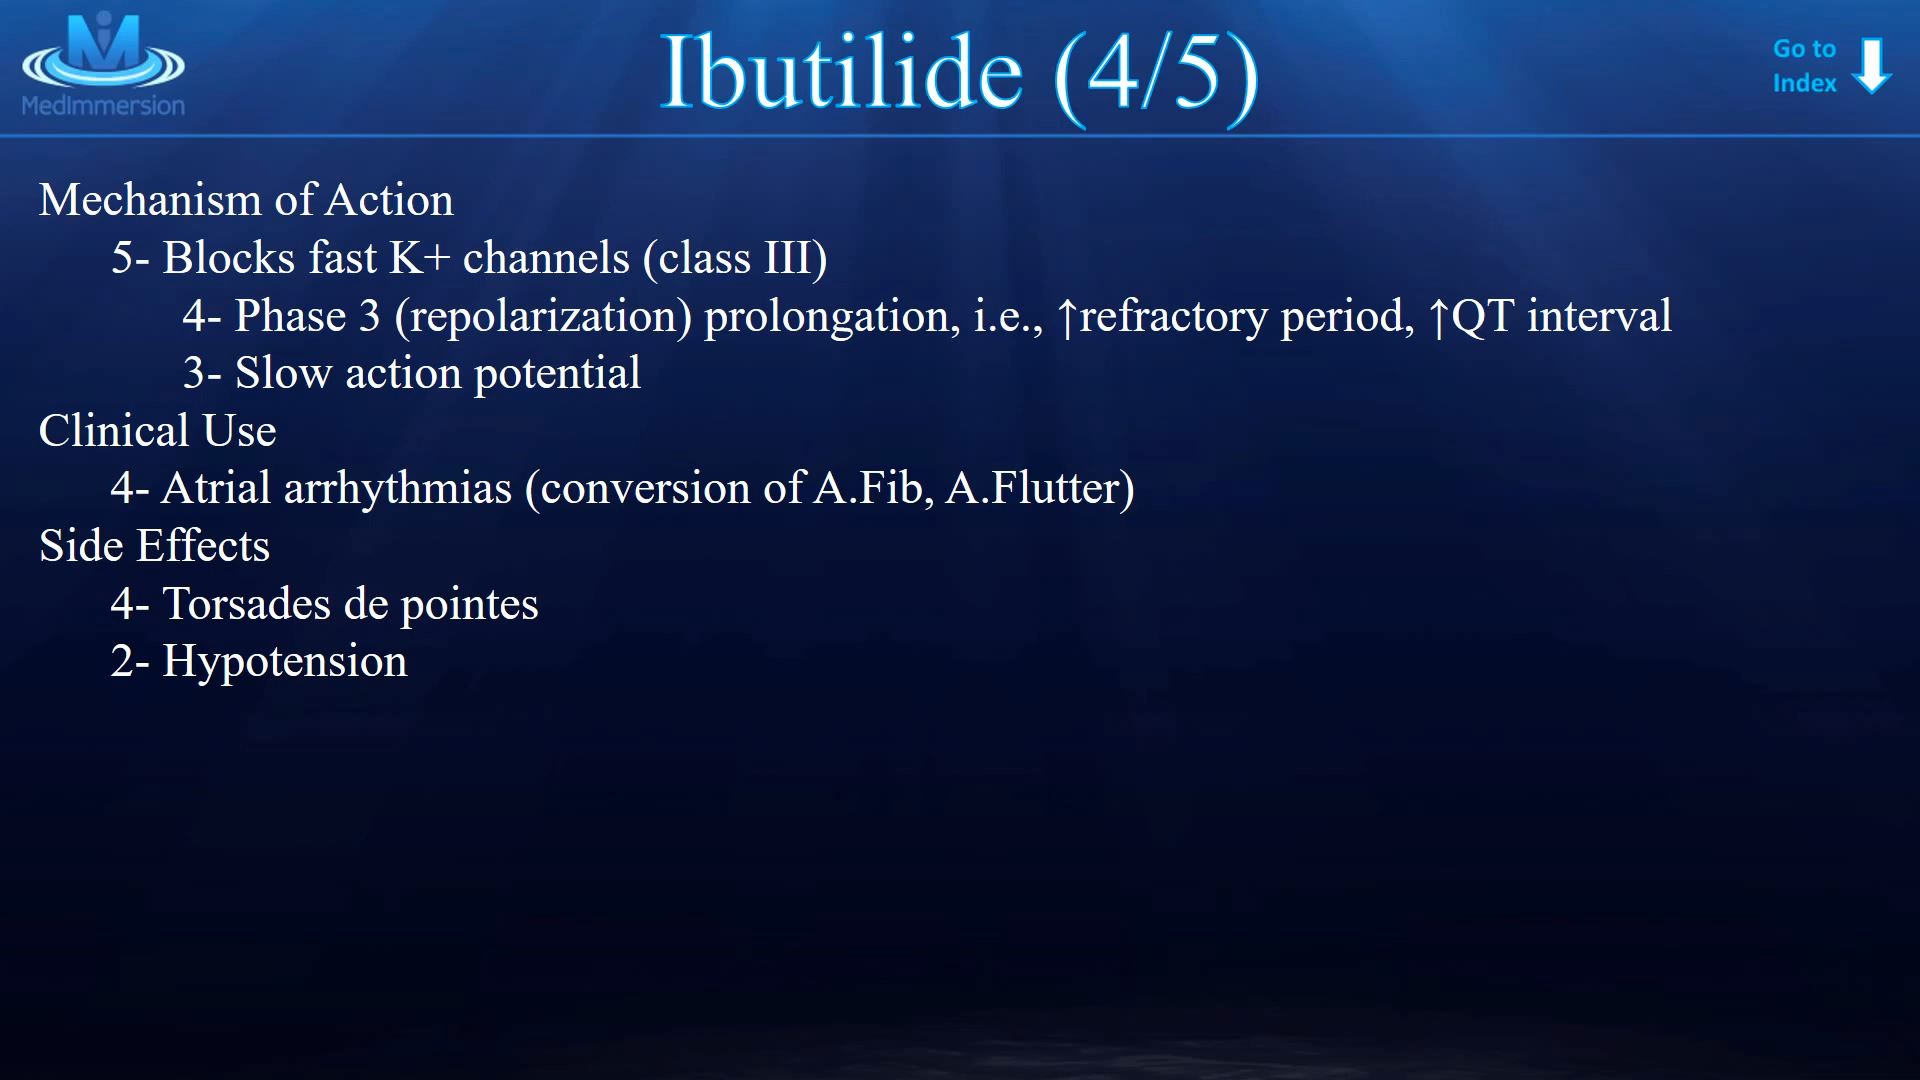 MedImmersion
Ibutilide (4/5)
Go to
Index
Mechanism of Action
5- Blocks fast K+ channels (class III)
4- Phase 3 (repolarization) prolongation, i.e., ↑refractory period, ↑QT interval
3- Slow action potential
Clinical Use
4- Atrial arrhythmias (conversion of A.Fib, A.Flutter)
Side Effects
4- Torsades de pointes
2- Hypotension